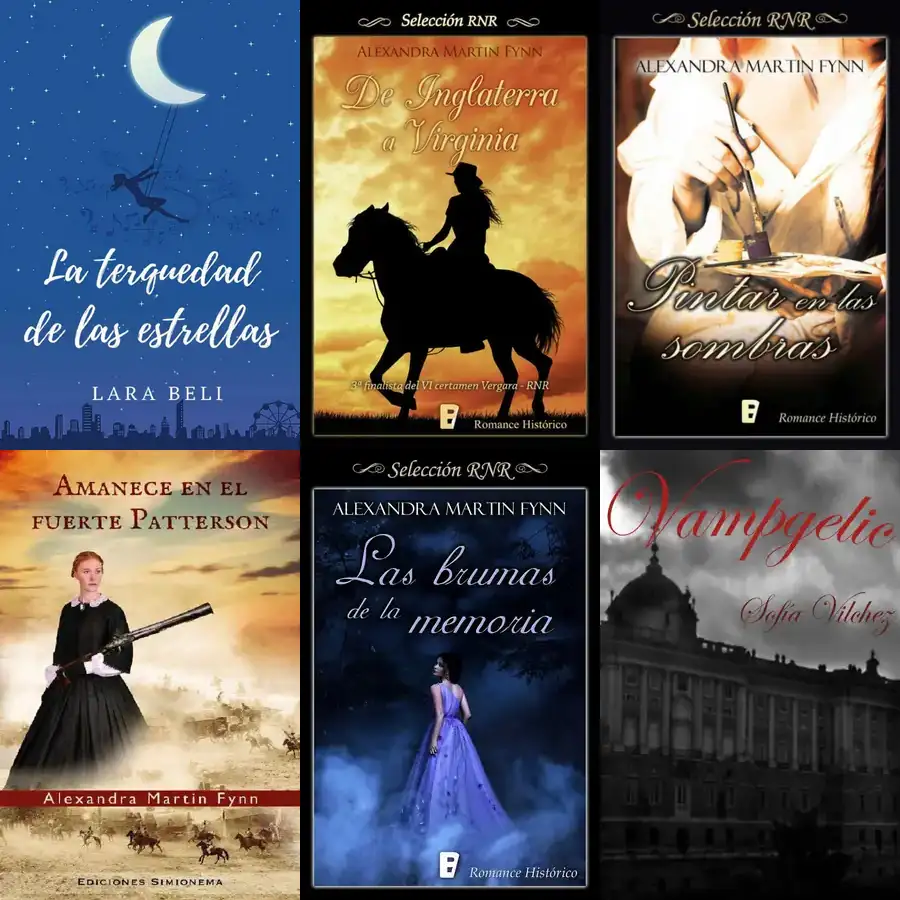 La terquedad
de las estrellas
LARA BELI
Selección RNR
ALEXANDRA MARTIN FYNN
De Inglaterra
a Virginia
3ª finalista del VI certamen Vergara - RNR
B
Romance Histórico
Selección RNR
ALEXANDRA MARTIN FYNN
Pintar en las
sombras
B
Romance Histórico
AMANECE EN EL
FUERTE PATTERSON
Alexandra Martin Fynn
EDICIONES SIMIONEMA
Selección RNR
ALEXANDRA MARTIN FYNN
Las brumas
de la memoria
B
Romance Histórico
Vampgelic
Sofía Vilchez